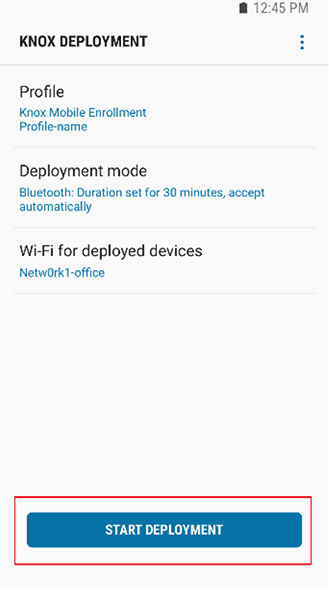 12:45 PM
KNOX DEPLOYMENT
Profile
Knox Mobile Enrollment
Profile-name
Deployment mode
Bluetooth: Duration set for 30 minutes, accept
automatically
Wi-Fi for deployed devices
Netw0rk1-office
START DEPLOYMENT